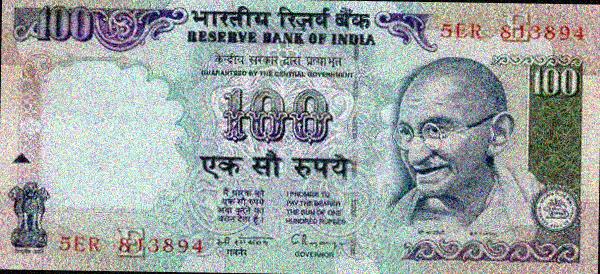 100 भारतीय रिज़र्व बैंक 5ER 813894
RESERVE BANK OF INDIA
केन्द्रीय सरकार द्वारा प्रत्याभूत
GUARANTEED BY THE CENTRAL GOVERNMENT
100
100
एक सौ रुपये
मैं धारक को
एक सौ रुपये
अदा करने का
वचन देता हूँ
I PROMISE TO
PAY THE BEARER
THE SUM OF ONE
HUNDRED RUPEES
5ER 813894
गवर्नर
GOVERNOR